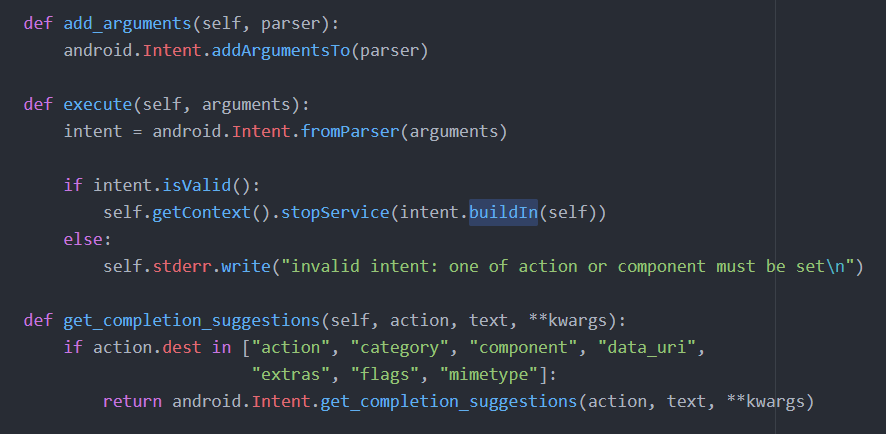 def add_arguments(self, parser):
    android.Intent.addArgumentsTo(parser)
def execute(self, arguments):
    intent = android.Intent.fromParser(arguments)
    if intent.isValid():
        self.getContext().stopService(intent.buildIn(self))
    else:
        self.stderr.write("invalid intent: one of action or component must be set\n")
def get_completion_suggestions(self, action, text, **kwargs):
    if action.dest in ["action", "category", "component", "data_uri",
                       "extras", "flags", "mimetype"]:
        return android.Intent.get_completion_suggestions(action, text, **kwargs)